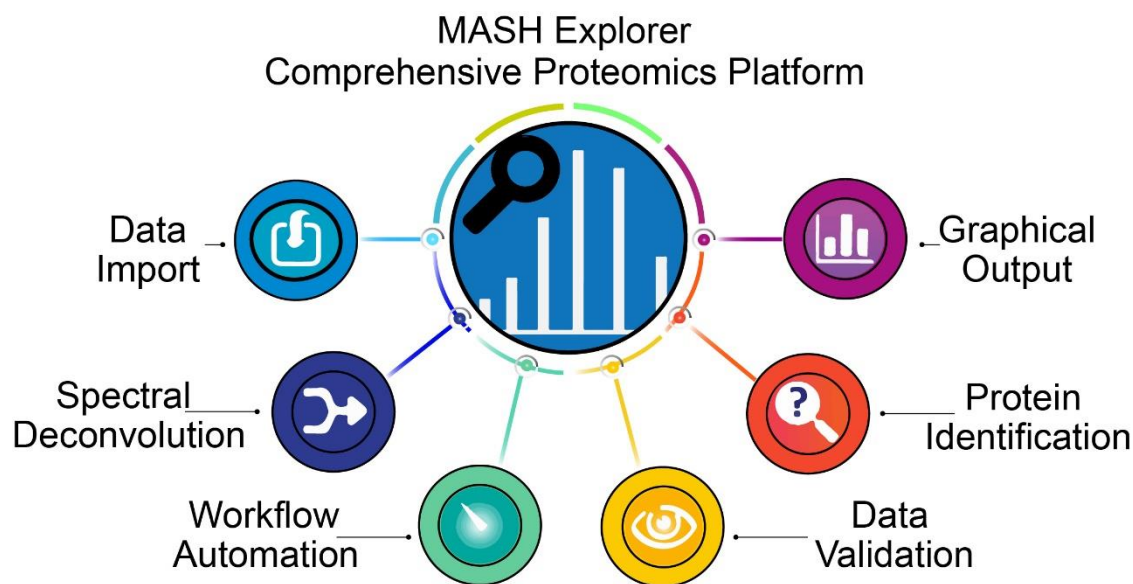 MASH Explorer
Comprehensive Proteomics Platform
Data
Import
Graphical
Output
Spectral
Deconvolution
Protein
Identification
?
Workflow
Automation
Data
Validation